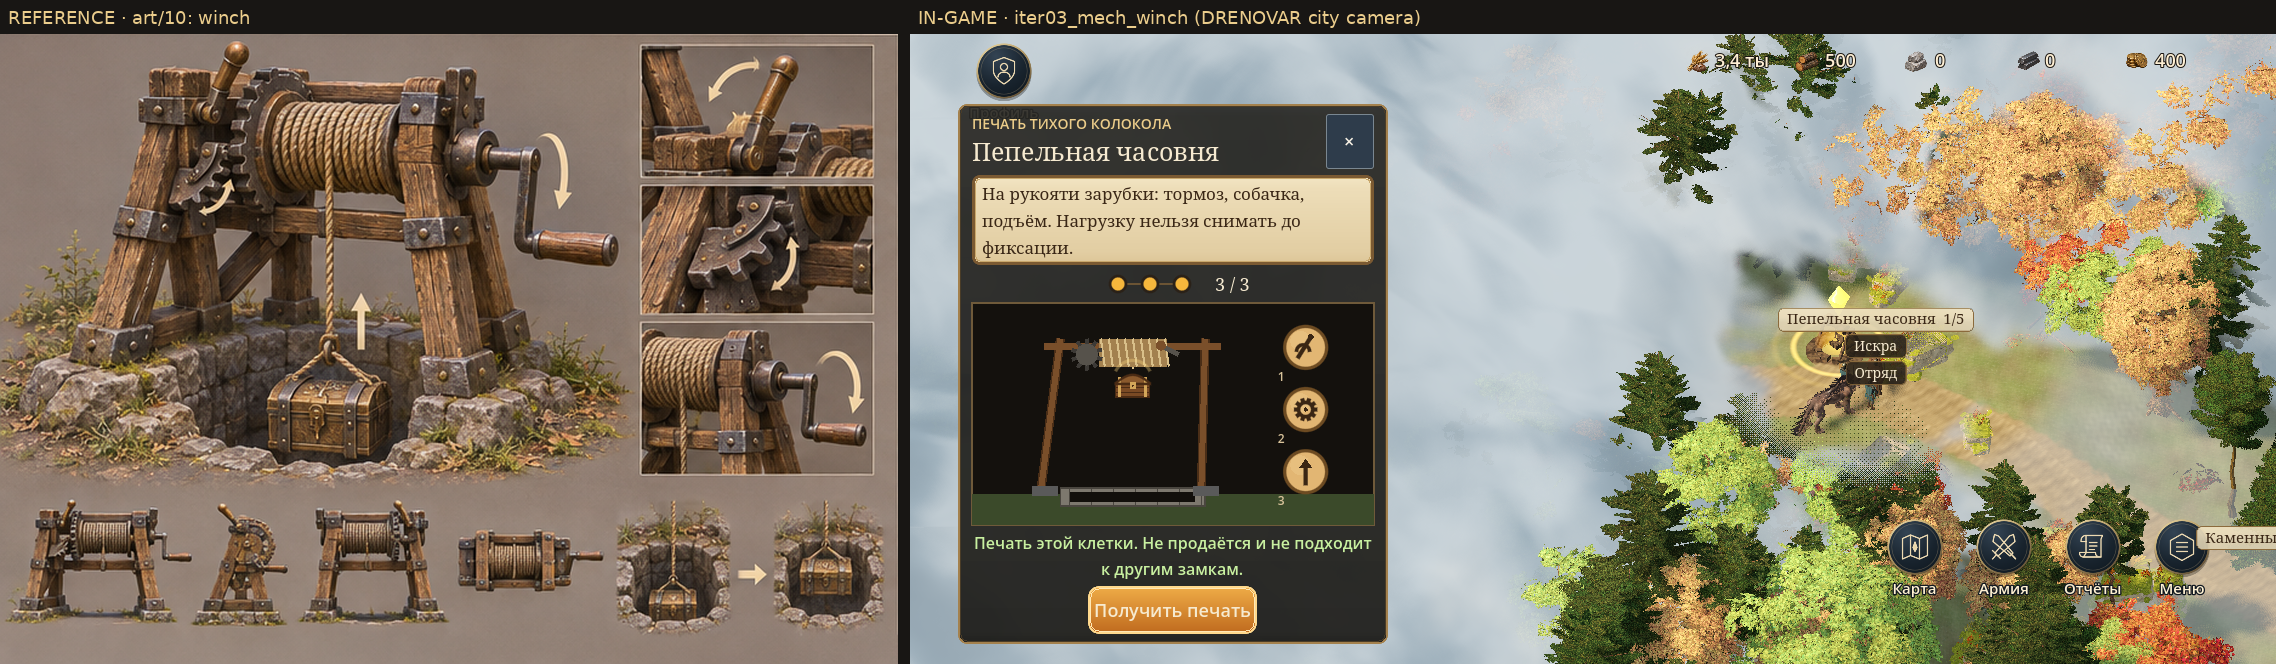 REFERENCE · art/10: winch
IN-GAME · iter03_mech_winch (DRENOVAR city camera)
3,4 ты
500
0
0
400
ПЕЧАТЬ ТИХОГО КОЛОКОЛА
Пепельная часовня
×
На рукояти зарубки: тормоз, собачка,
подъём. Нагрузку нельзя снимать до
фиксации.
3 / 3
1
2
3
Печать этой клетки. Не продаётся и не подходит
к другим замкам.
Получить печать
Пепельная часовня 1/5
Искра
Отряд
Каменны
Карта
Армия
Отчёты
Меню